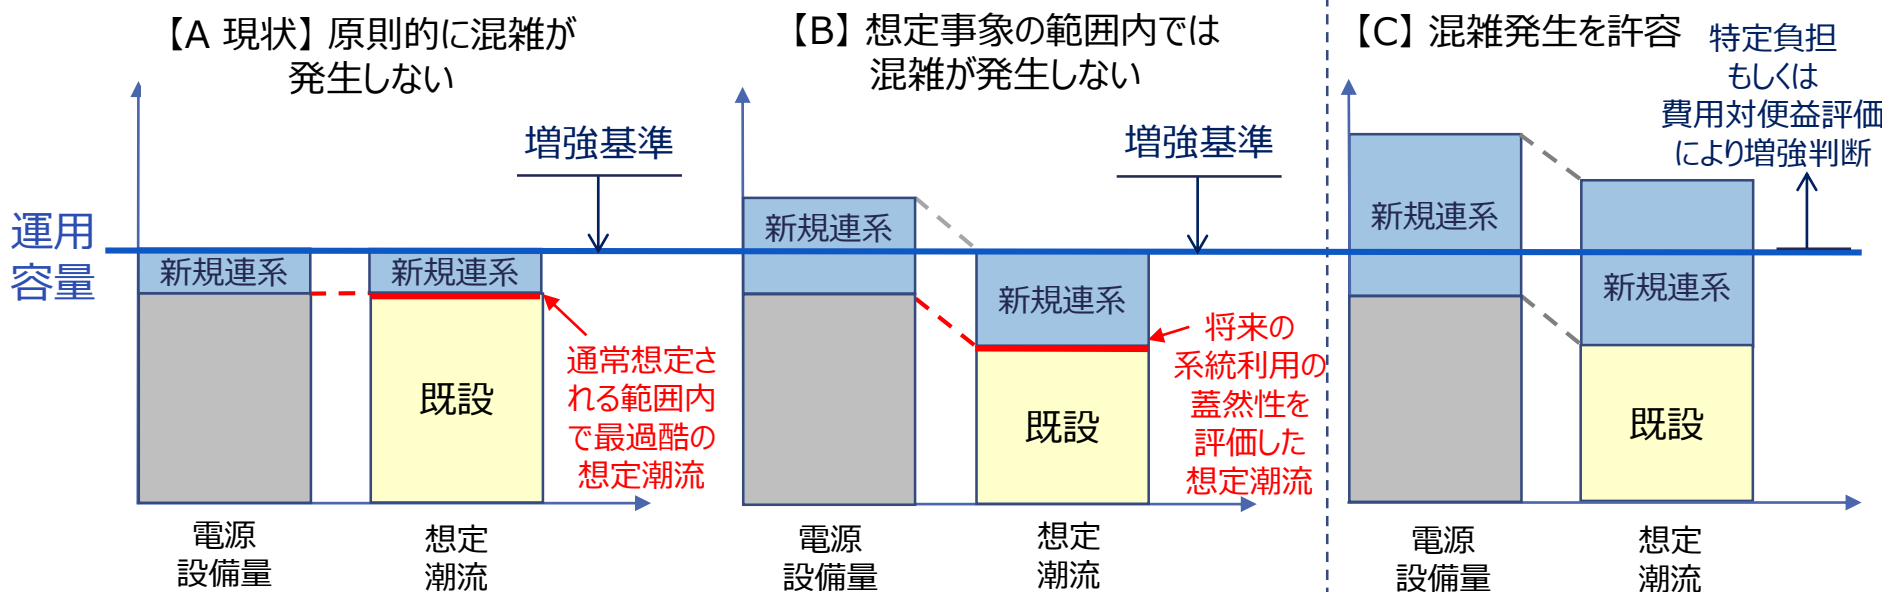 【A 現状】原則的に混雑が
発生しない
増強基準
運用
容量
新規連系
新規連系
既設
通常想定さ
れる範囲内
で最過酷の
想定潮流
電源
設備量
想定
潮流
【B】想定事象の範囲内では
混雑が発生しない
増強基準
新規連系
新規連系
既設
将来の
系統利用の
蓋然性を
評価した
想定潮流
電源
設備量
想定
潮流
【C】混雑発生を許容
特定負担
もしくは
費用対便益評価
により増強判断
新規連系
新規連系
既設
電源
設備量
想定
潮流